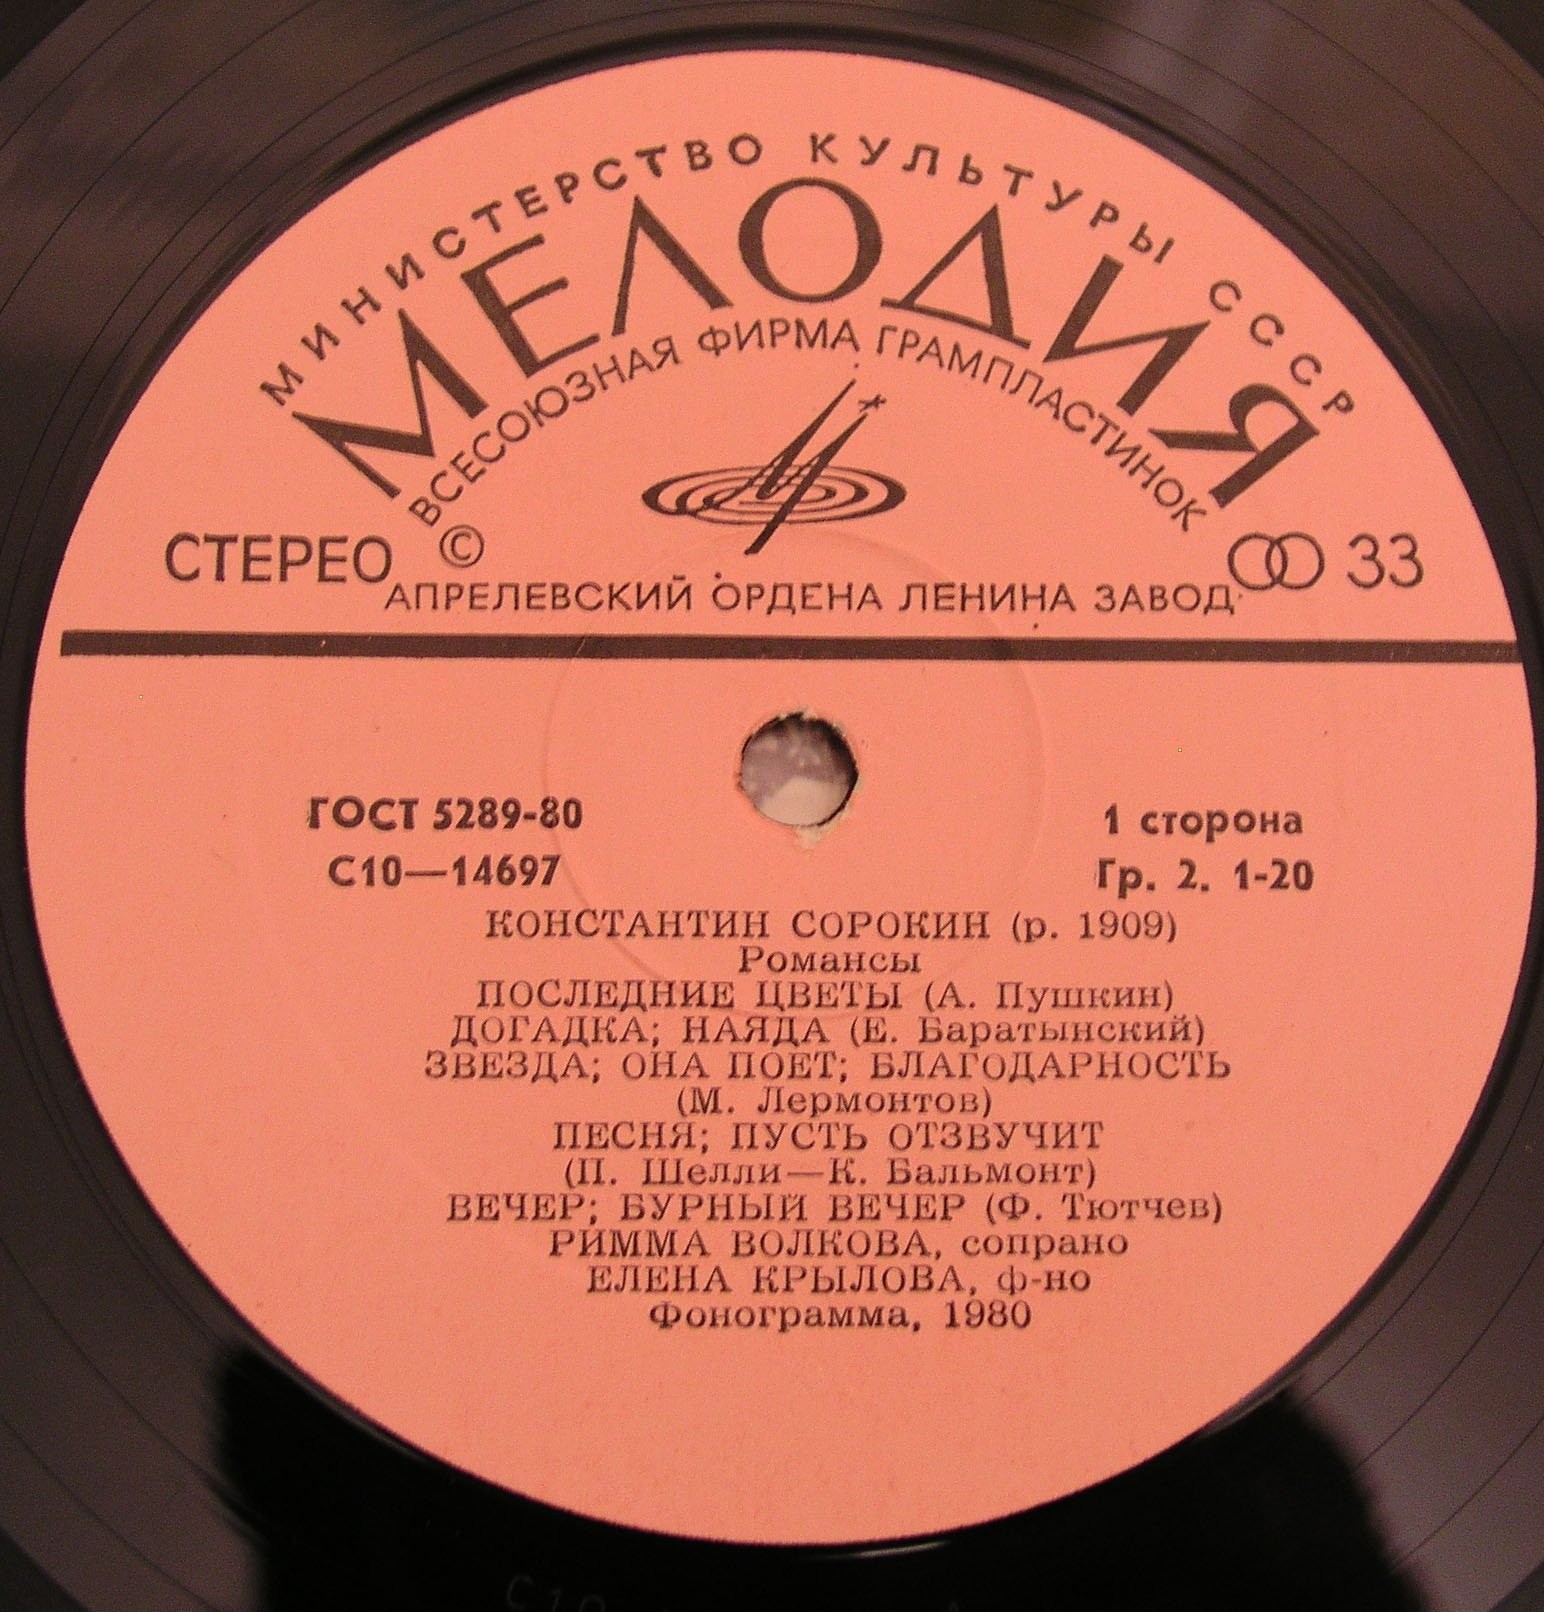 МИНИСТЕРСТВО КУЛЬТУРЫ СССР
МЕЛОДИЯ
ВСЕСОЮЗНАЯ ФИРМА ГРАМПЛАСТИНОК
СТЕРЕО © 33
АПРЕЛЕВСКИЙ ОРДЕНА ЛЕНИНА ЗАВОД
ГОСТ 5289-80 1 сторона
С10—14697 Гр. 2. 1-20
КОНСТАНТИН СОРОКИН (р. 1909)
Романсы
ПОСЛЕДНИЕ ЦВЕТЫ (А. Пушкин)
ДОГАДКА; НАЯДА (Е. Баратынский)
ЗВЕЗДА; ОНА ПОЕТ; БЛАГОДАРНОСТЬ
(М. Лермонтов)
ПЕСНЯ; ПУСТЬ ОТЗВУЧИТ
(П. Шелли—К. Бальмонт)
ВЕЧЕР; БУРНЫЙ ВЕЧЕР (Ф. Тютчев)
РИММА ВОЛКОВА, сопрано
ЕЛЕНА КРЫЛОВА, ф-но
Фонограмма, 1980
С10